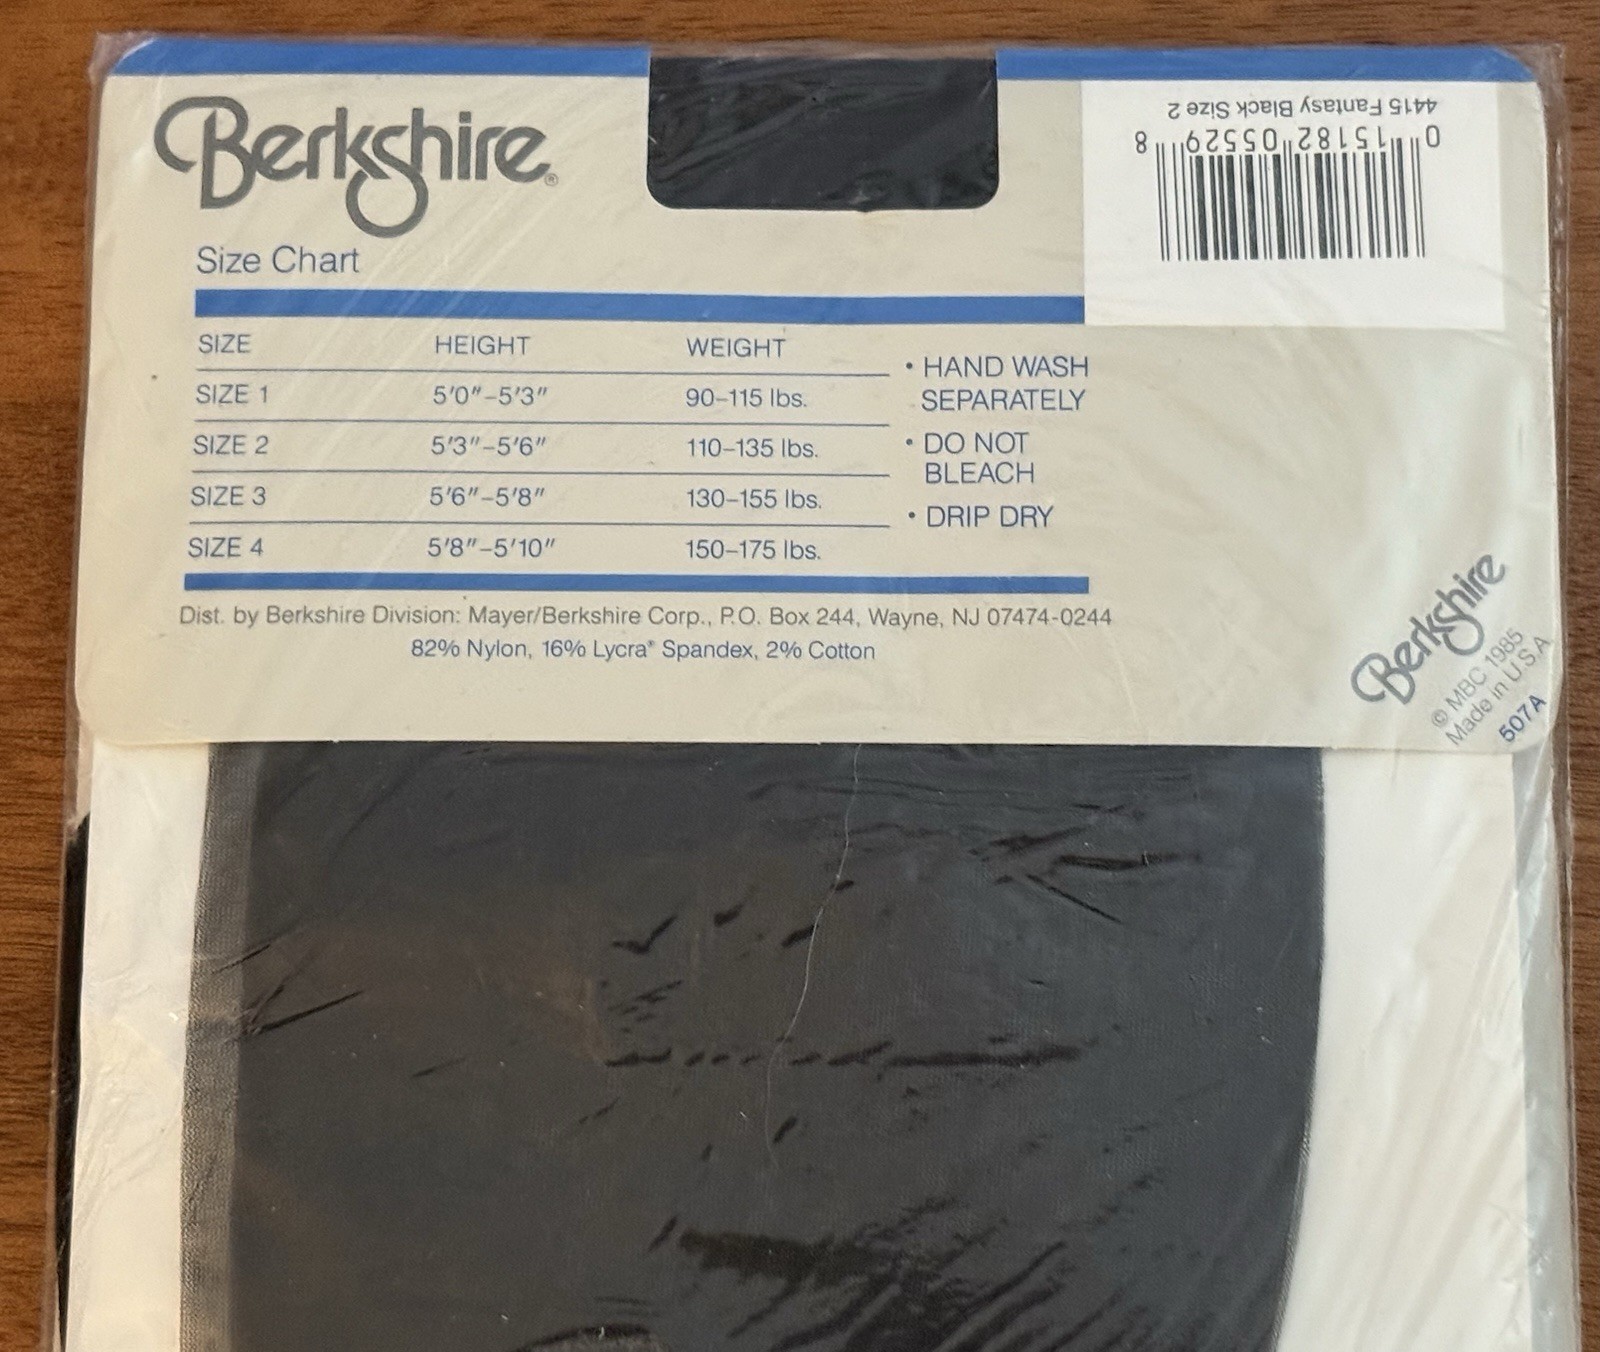 Berkshire®
4415 Fantasy Black Size 2
0 15182 05529 8
Size Chart
SIZE HEIGHT WEIGHT
SIZE 1 5'0"–5'3" 90–115 lbs.
SIZE 2 5'3"–5'6" 110–135 lbs.
SIZE 3 5'6"–5'8" 130–155 lbs.
SIZE 4 5'8"–5'10" 150–175 lbs.
• HAND WASH
SEPARATELY
• DO NOT
BLEACH
• DRIP DRY
Dist. by Berkshire Division: Mayer/Berkshire Corp., P.O. Box 244, Wayne, NJ 07474-0244
82% Nylon, 16% Lycra® Spandex, 2% Cotton
Berkshire
© MBC 1985
Made in U.S.A
507A